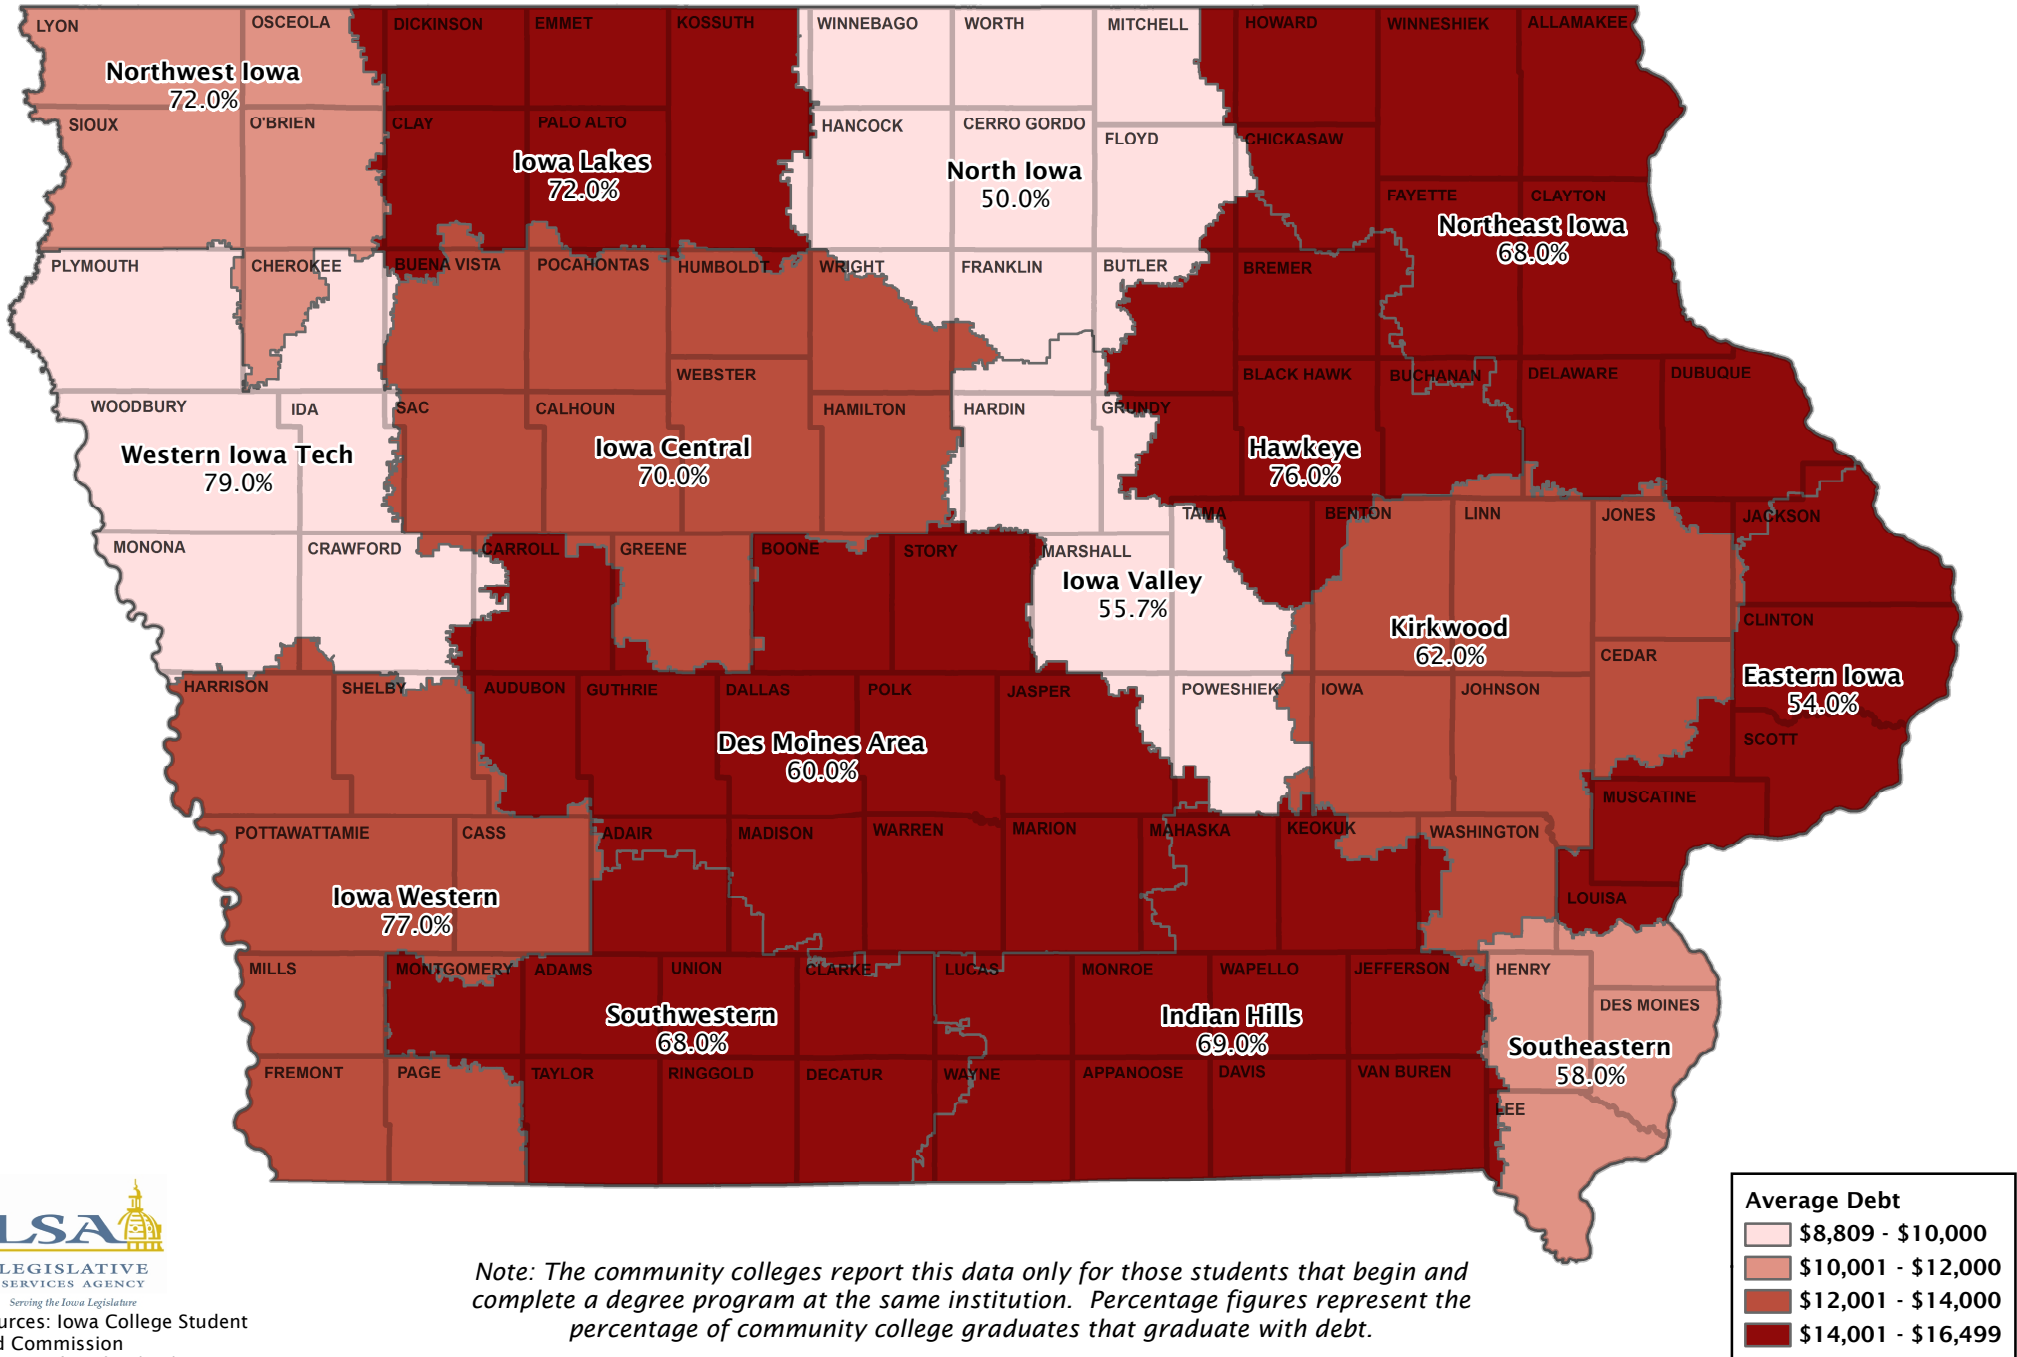 LYON
OSCEOLA
DICKINSON
EMMET
KOSSUTH
WINNEBAGO
WORTH
MITCHELL
HOWARD
WINNESHIEK
ALLAMAKEE
Northwest Iowa
72.0%
SIOUX
O'BRIEN
CLAY
PALO ALTO
HANCOCK
CERRO GORDO
FLOYD
CHICKASAW
Iowa Lakes
72.0%
North Iowa
50.0%
FAYETTE
CLAYTON
Northeast Iowa
68.0%
PLYMOUTH
CHEROKEE
BUENA VISTA
POCAHONTAS
HUMBOLDT
WRIGHT
FRANKLIN
BUTLER
BREMER
WEBSTER
BLACK HAWK
BUCHANAN
DELAWARE
DUBUQUE
WOODBURY
IDA
SAC
CALHOUN
HAMILTON
HARDIN
GRUNDY
Western Iowa Tech
79.0%
Iowa Central
70.0%
Hawkeye
76.0%
TAMA
BENTON
LINN
JONES
JACKSON
MONONA
CRAWFORD
CARROLL
GREENE
BOONE
STORY
MARSHALL
Iowa Valley
55.7%
Kirkwood
62.0%
CLINTON
CEDAR
Eastern Iowa
54.0%
HARRISON
SHELBY
AUDUBON
GUTHRIE
DALLAS
POLK
JASPER
POWESHIEK
IOWA
JOHNSON
Des Moines Area
60.0%
SCOTT
MUSCATINE
POTTAWATTAMIE
CASS
ADAIR
MADISON
WARREN
MARION
MAHASKA
KEOKUK
WASHINGTON
Iowa Western
77.0%
LOUISA
MILLS
MONTGOMERY
ADAMS
UNION
CLARKE
LUCAS
MONROE
WAPELLO
JEFFERSON
HENRY
DES MOINES
Southwestern
68.0%
Indian Hills
69.0%
Southeastern
58.0%
FREMONT
PAGE
TAYLOR
RINGGOLD
DECATUR
WAYNE
APPANOOSE
DAVIS
VAN BUREN
LEE
LSA
LEGISLATIVE
SERVICES AGENCY
Serving the Iowa Legislature
urces: Iowa College Student
d Commission
Note: The community colleges report this data only for those students that begin and
complete a degree program at the same institution. Percentage figures represent the
percentage of community college graduates that graduate with debt.
Average Debt
$8,809 - $10,000
$10,001 - $12,000
$12,001 - $14,000
$14,001 - $16,499